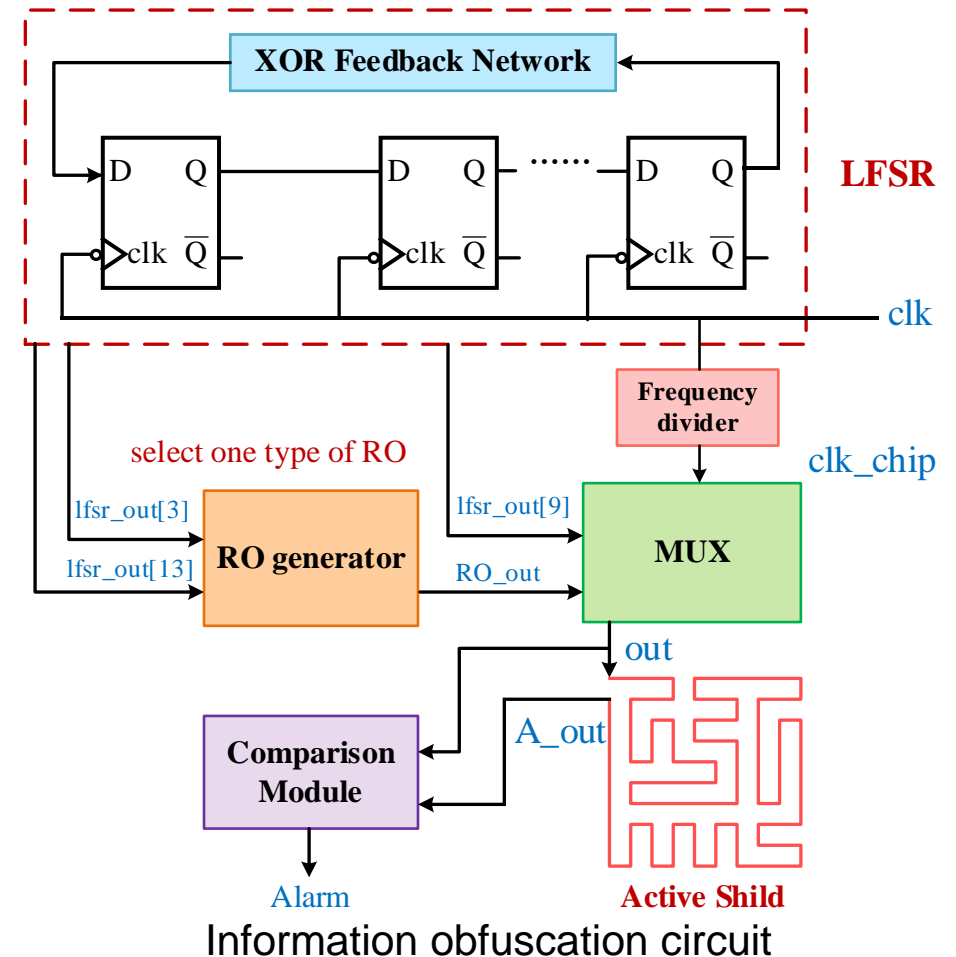 XOR Feedback Network
D Q
D Q
......
D Q
LFSR
clk Q
clk Q
clk Q
clk
Frequency
divider
select one type of RO
clk_chip
lfsr_out[3]
lfsr_out[9]
RO generator
MUX
lfsr_out[13]
RO_out
out
A_out
Comparison
Module
Alarm
Active Shild
Information obfuscation circuit